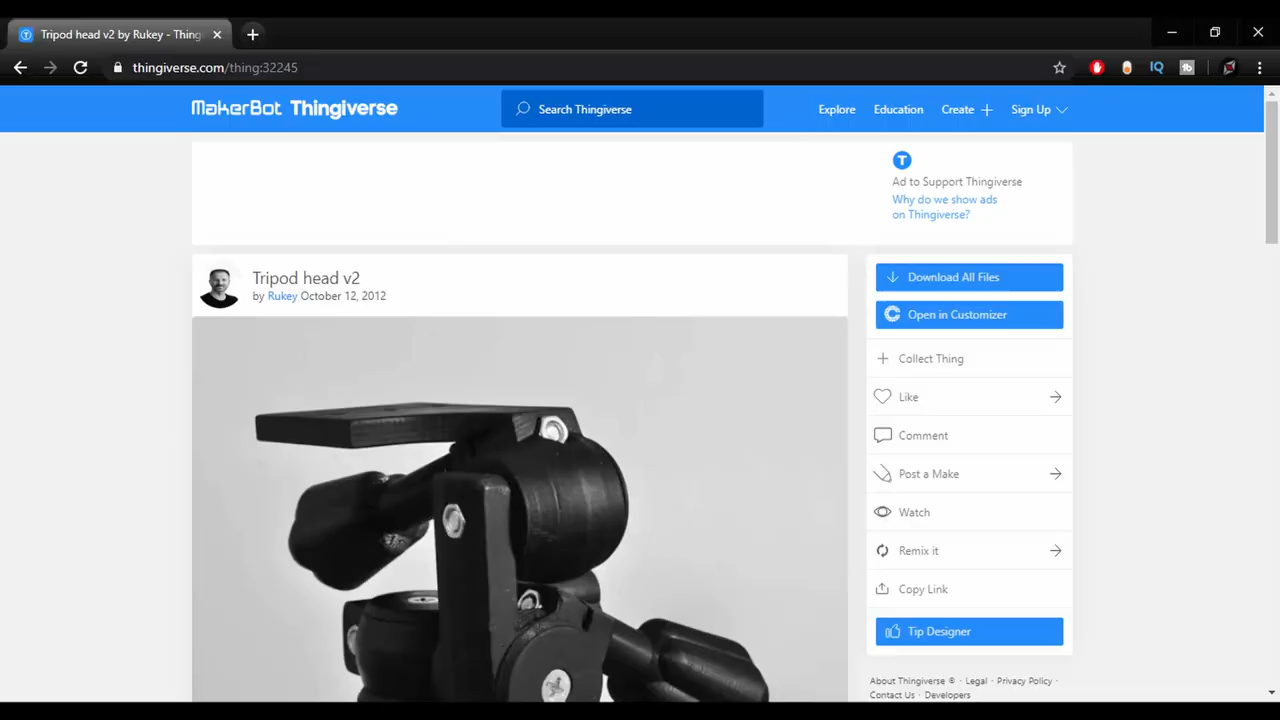 Tripod head v2 by Rukey - Thing
thingiverse.com/thing:32245
MakerBot Thingiverse
Search Thingiverse
Explore
Education
Create
Sign Up
Ad to Support Thingiverse
Why do we show ads
on Thingiverse?
Tripod head v2
by Rukey October 12, 2012
Download All Files
Open in Customizer
Collect Thing
Like
Comment
Post a Make
Watch
Remix it
Copy Link
Tip Designer
About Thingiverse ® · Legal · Privacy Policy ·
Contact Us · Developers